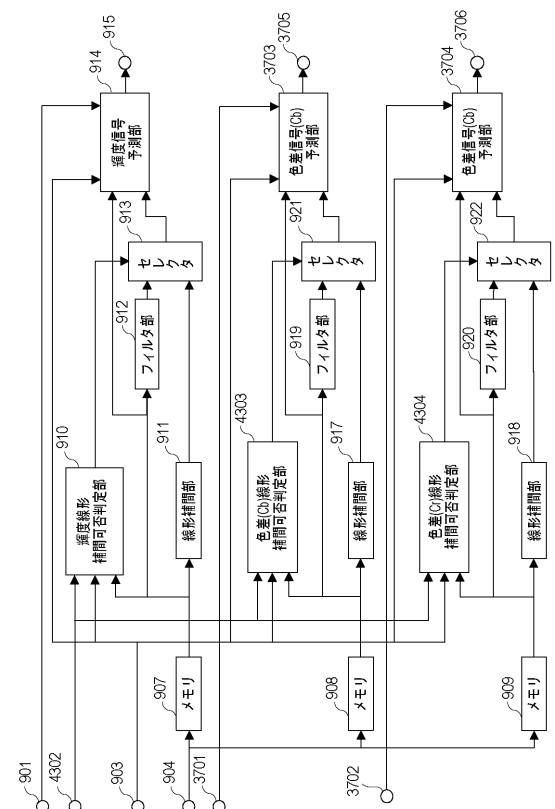 915
914
輝度信号
予測部
913
セレクタ
912
フィルタ部
910
輝度線形
補間可否判定部
911
線形補間部
907
メモリ
901
4302
903
904
3701
3705
3703
色差信号(Cb)
予測部
921
セレクタ
919
フィルタ部
4303
色差(Cb)線形
補間可否判定部
917
線形補間部
908
メモリ
3702
3706
3704
色差信号(Cb)
予測部
922
セレクタ
920
フィルタ部
4304
色差(Cr)線形
補間可否判定部
918
線形補間部
909
メモリ